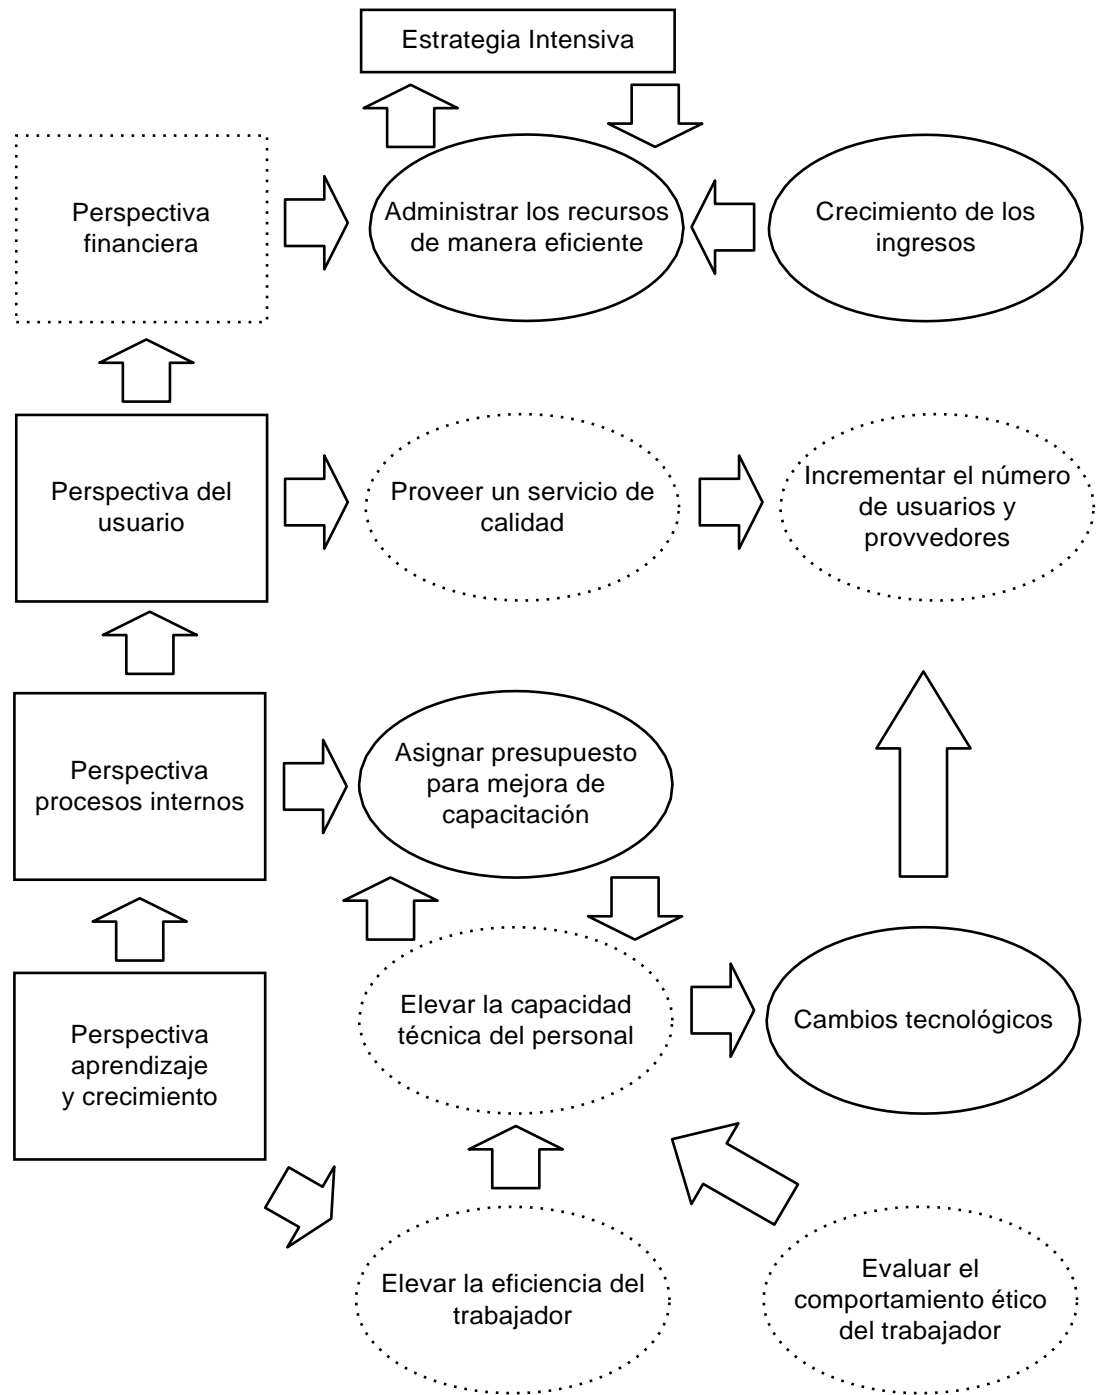 Estrategia Intensiva
Perspectiva
financiera
Administrar los recursos
de manera eficiente
Crecimiento de los
ingresos
Perspectiva del
usuario
Proveer un servicio de
calidad
Incrementar el número
de usuarios y
provvedores
Perspectiva
procesos internos
Asignar presupuesto
para mejora de
capacitación
Perspectiva
aprendizaje
y crecimiento
Elevar la capacidad
técnica del personal
Cambios tecnológicos
Elevar la eficiencia del
trabajador
Evaluar el
comportamiento ético
del trabajador